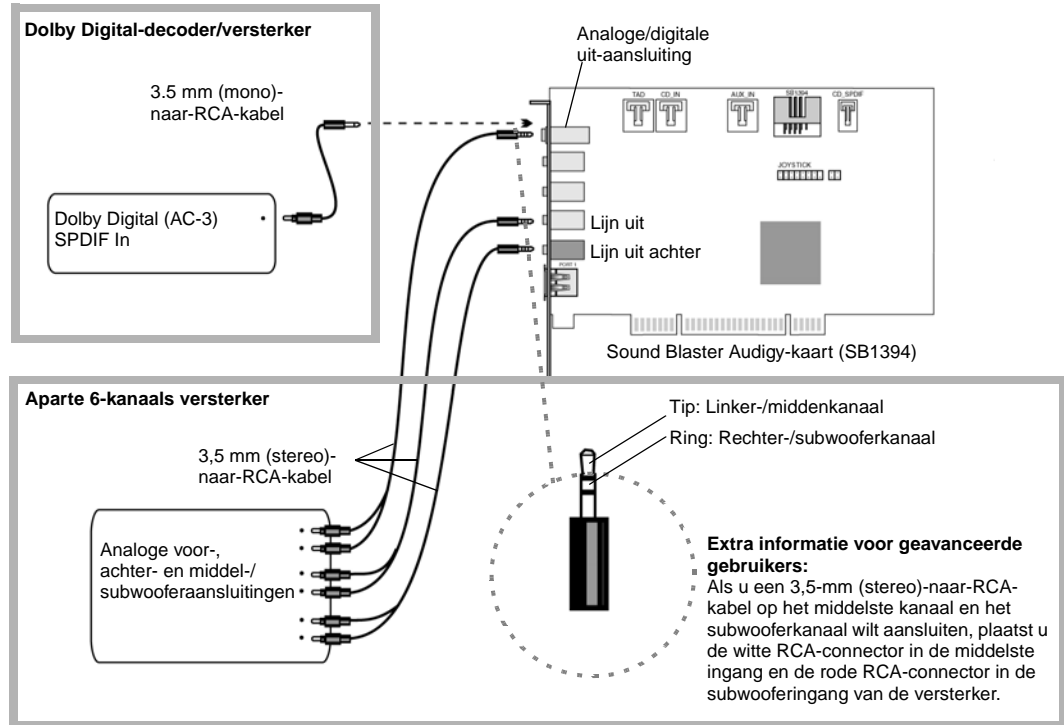 Dolby Digital-decoder/versterker
3.5 mm (mono)-
naar-RCA-kabel
Dolby Digital (AC-3)
SPDIF In
Analoge/digitale
uit-aansluiting
TAD
CD_IN
AUX_IN
SB1394
CD_SPDIF
JOYSTICK
Lijn uit
Lijn uit achter
PORT 1
Sound Blaster Audigy-kaart (SB1394)
Aparte 6-kanaals versterker
3,5 mm (stereo)-
naar-RCA-kabel
Analoge voor-,
achter- en middel-/
subwooferaansluitingen
Tip: Linker-/middenkanaal
Ring: Rechter-/subwooferkanaal
Extra informatie voor geavanceerde
gebruikers:
Als u een 3,5-mm (stereo)-naar-RCA-
kabel op het middelste kanaal en het
subwooferkanaal wilt aansluiten, plaatst u
de witte RCA-connector in de middelste
ingang en de rode RCA-connector in de
subwooferingang van de versterker.